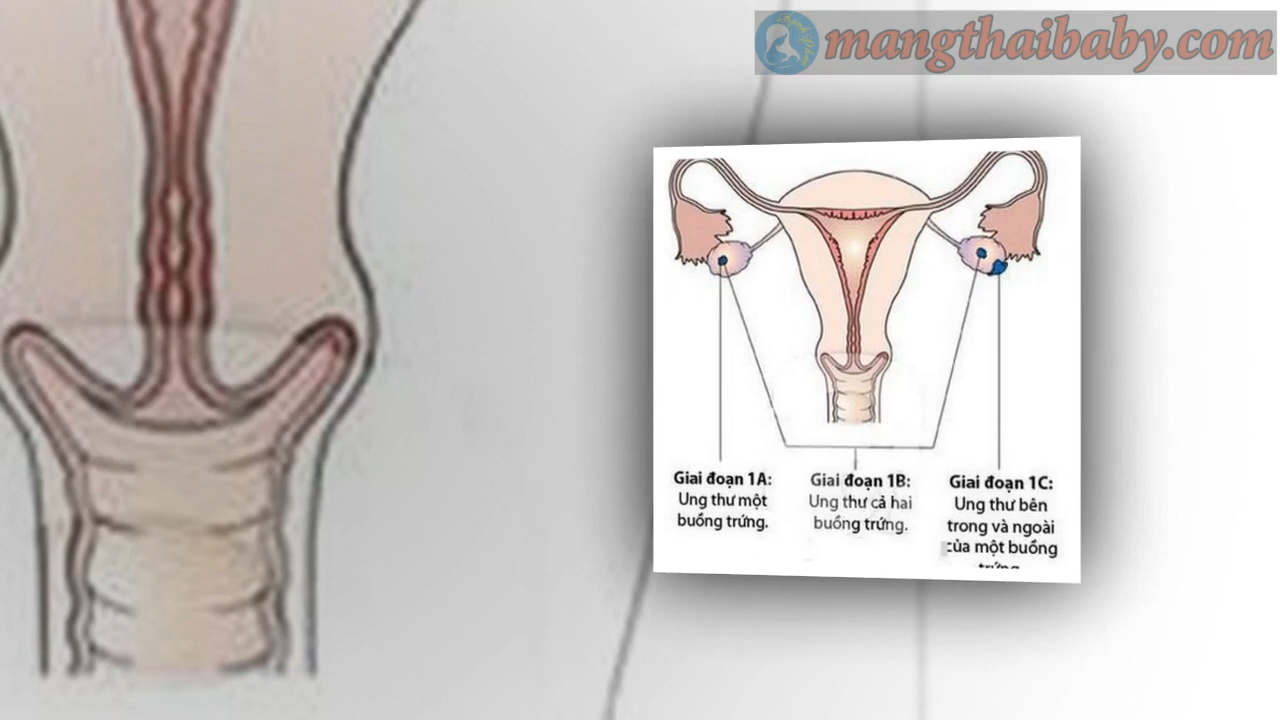 mangthaibaby.com
Giai đoạn 1A:
Ung thư một
buồng trứng.
Giai đoạn 1B:
Ung thư cả hai
buồng trứng.
Giai đoạn 1C:
Ung thư bên
trong và ngoài
của một buồng